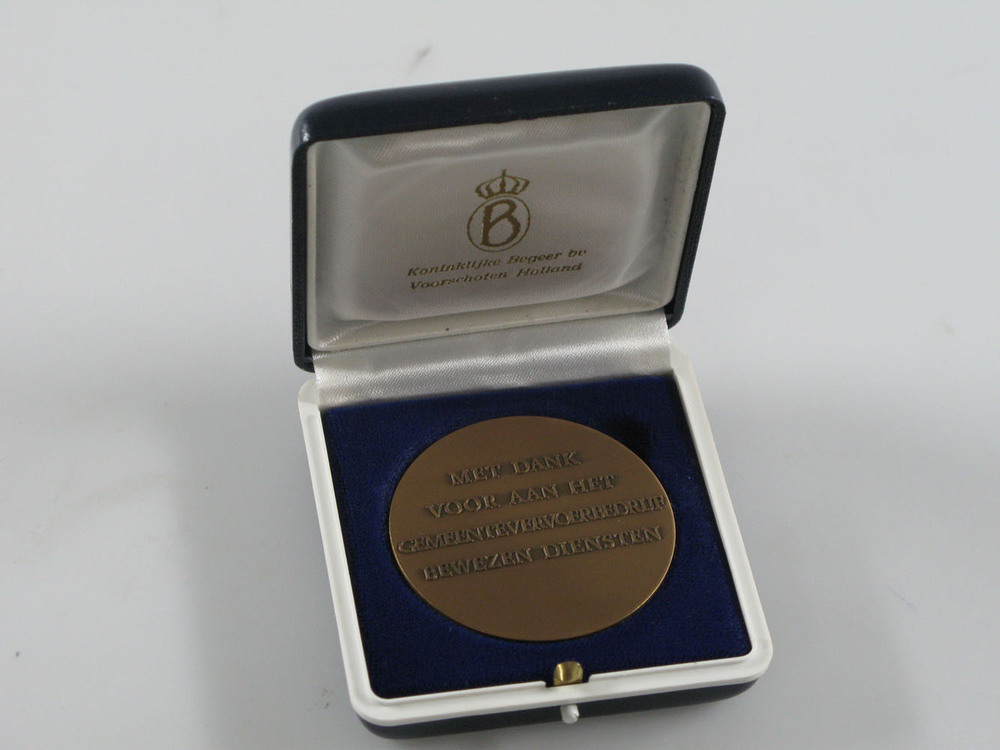 B
Koninklijke Begeer bv
Voorschoten Holland
MET DANK
VOOR AAN HET
GEMEENTEVERVOERBEDRIJF
BEWEZEN DIENSTEN